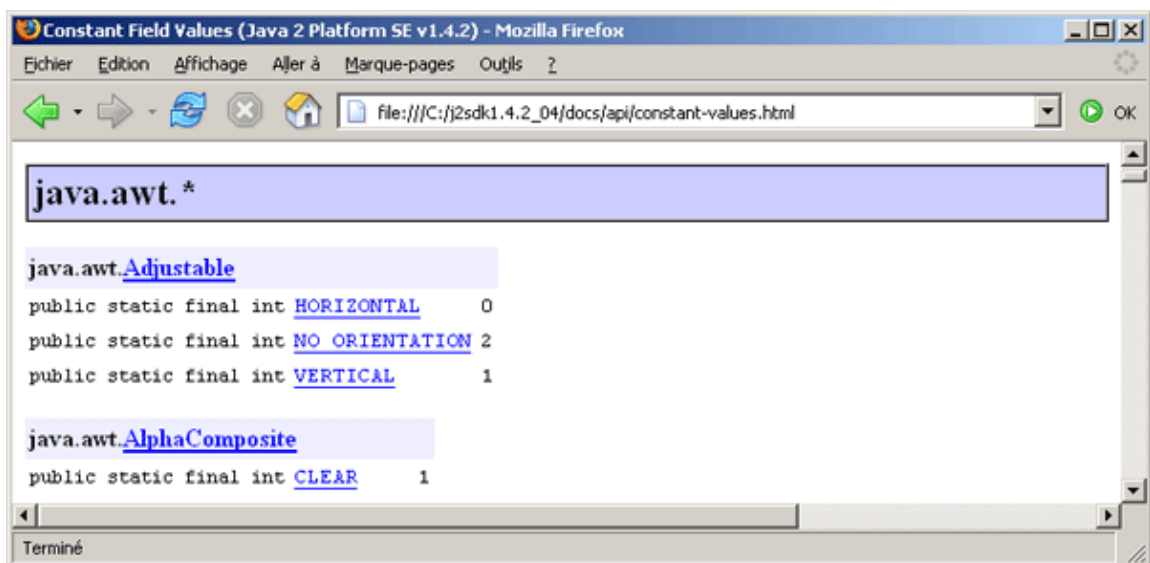 Constant Field Values (Java 2 Platform SE v1.4.2) - Mozilla Firefox
Fichier Edition Affichage Aller à Marque-pages Outils ?
file:///C:/j2sdk1.4.2_04/docs/api/constant-values.html OK
java.awt.*
java.awt.Adjustable
public static final int HORIZONTAL 0
public static final int NO_ORIENTATION 2
public static final int VERTICAL 1
java.awt.AlphaComposite
public static final int CLEAR 1
Terminé